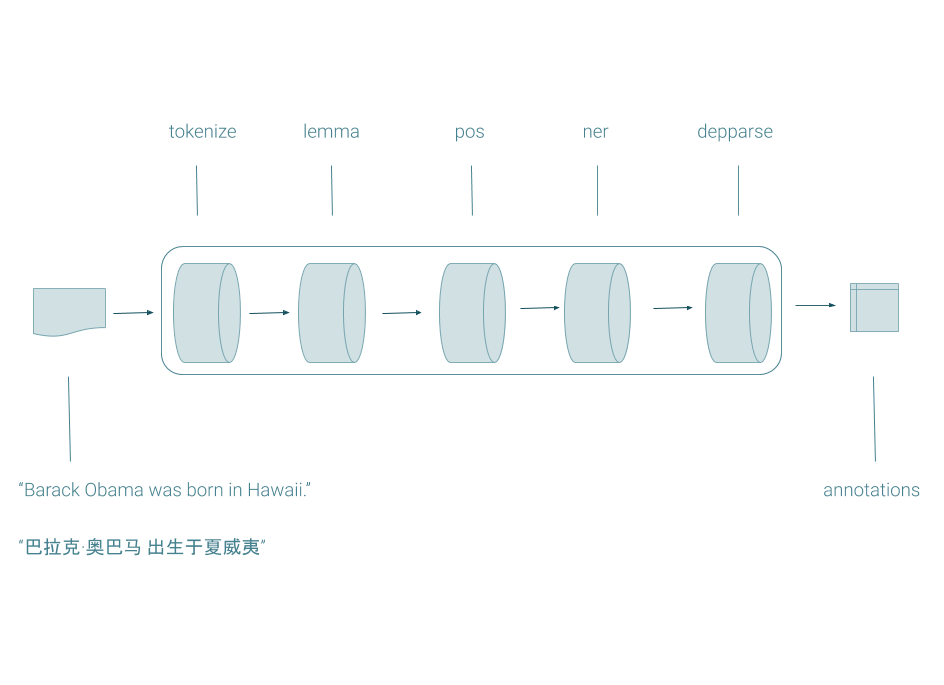 tokenize lemma pos ner depparse
“Barack Obama was born in Hawaii.” annotations
“巴拉克·奥巴马 出生于夏威夷”